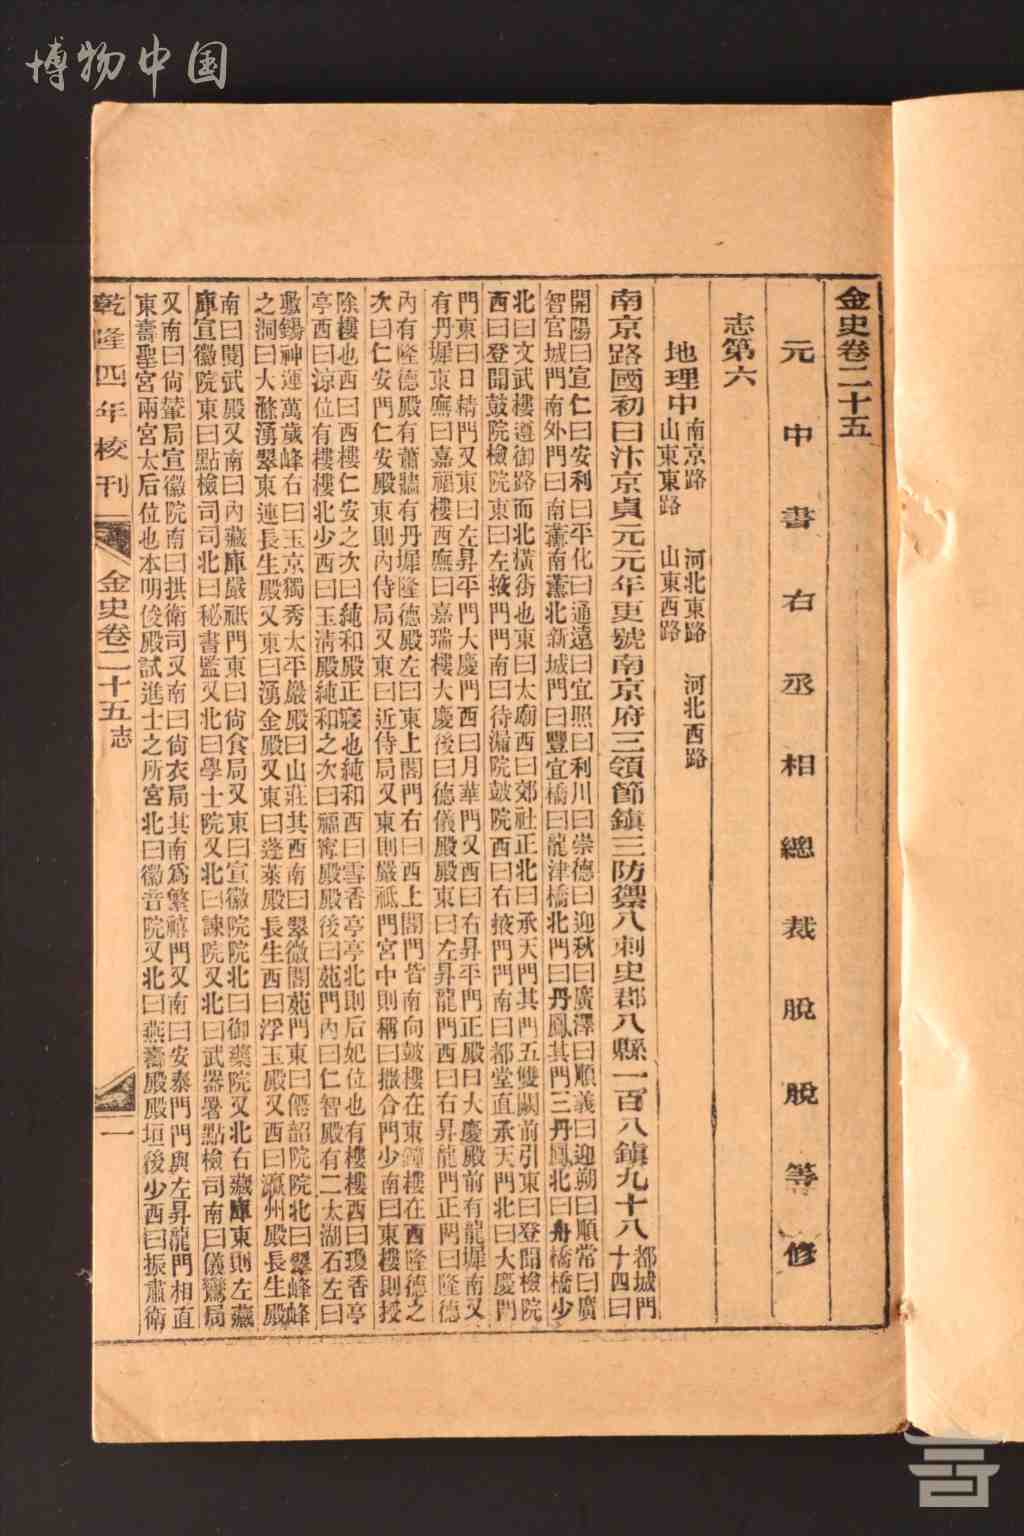 博物中国
金史卷二十五
元中書右丞相總裁脫脫等修
志第六
地理中 南京路 河北東路 河北西路
山東東路 山東西路
南京路國初曰汴京貞元元年更號南京府三領節鎮三防禦八刺史郡八縣一百八鎮九十八 都城門
十四曰
開陽曰宣仁曰安利曰平化曰通遠曰宜照曰利川曰崇德曰迎秋曰廣澤曰順義曰迎朔曰順常曰廣
智官城門南外門曰南薰南薰北新城門曰豐宜橋曰龍津橋北門曰丹鳳其門三丹鳳北曰舟橋橋少
北曰文武樓遵御路而北橫街也東曰太廟西曰郊社正北曰承天門其門五雙闕前引東曰登聞檢院
西曰登聞鼓院檢院東曰左掖門門南曰待漏院鼓院西曰右掖門門南曰都堂直承天門北曰大慶門
門東曰日精門又東曰左昇平門大慶門西曰月華門又西曰右昇平門正殿曰大慶殿前有龍墀南又
有丹墀東廡曰嘉福樓西廡曰嘉瑞樓大慶後曰德儀殿殿東曰左昇龍門西曰右昇龍門正門曰隆德
內有隆德殿有蕭牆有丹墀隆德殿左曰東上閤門右曰西上閤門皆南向鼓樓在東鐘樓在西隆德之
次曰仁安門仁安殿東則內侍局又東曰近侍局又東則嚴祗門宮中則稱曰撒合門少南曰東樓則授
除樓也西曰西樓仁安之次曰純和殿正寢也純和西曰雪香亭亭北則后妃位也有樓樓西曰瓊香亭
亭西曰涼位有樓樓北少西曰玉淸殿純和之次曰福寧殿殿後曰苑門內曰仁智殿有二太湖石左曰
敷錫神運萬歲峰右曰玉京獨秀太平巖殿曰山莊其西南曰翠微閣苑門東曰僊韶院院北曰翠峰峰
之洞曰大滌湧翠東連長生殿又東曰湧金殿又東曰蓬萊殿長生西曰浮玉殿又西曰瀛州殿長生殿
南曰閱武殿又南曰內藏庫嚴祗門東曰尙食局又東曰宣徽院院北曰御藥院又北右藏庫東則左藏
庫宣徽院東曰點檢司司北曰秘書監又北曰學士院又北曰諫院又北曰武器署點檢司南曰儀鸞局
又南曰尙輦局宣徽院南曰拱衛司又南曰尙衣局其南爲繁禧門又南曰安泰門門與左昇龍門相直
東壽聖宮兩宮太后位也本明俊殿試進士之所宮北曰徽音院又北曰燕壽殿殿垣後少西曰振肅衛
乾隆四年校刊 金史卷二十五 志 一